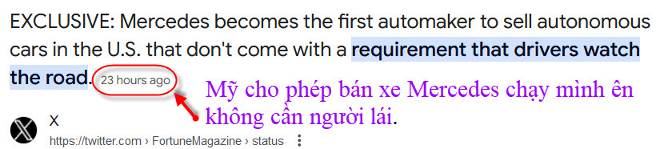 EXCLUSIVE: Mercedes becomes the first automaker to sell autonomous
cars in the U.S. that don't come with a requirement that drivers watch
the road. 23 hours ago
Mỹ cho phép bán xe Mercedes chạy mình ên
không cần người lái.
X
https://twitter.com › FortuneMagazine › status